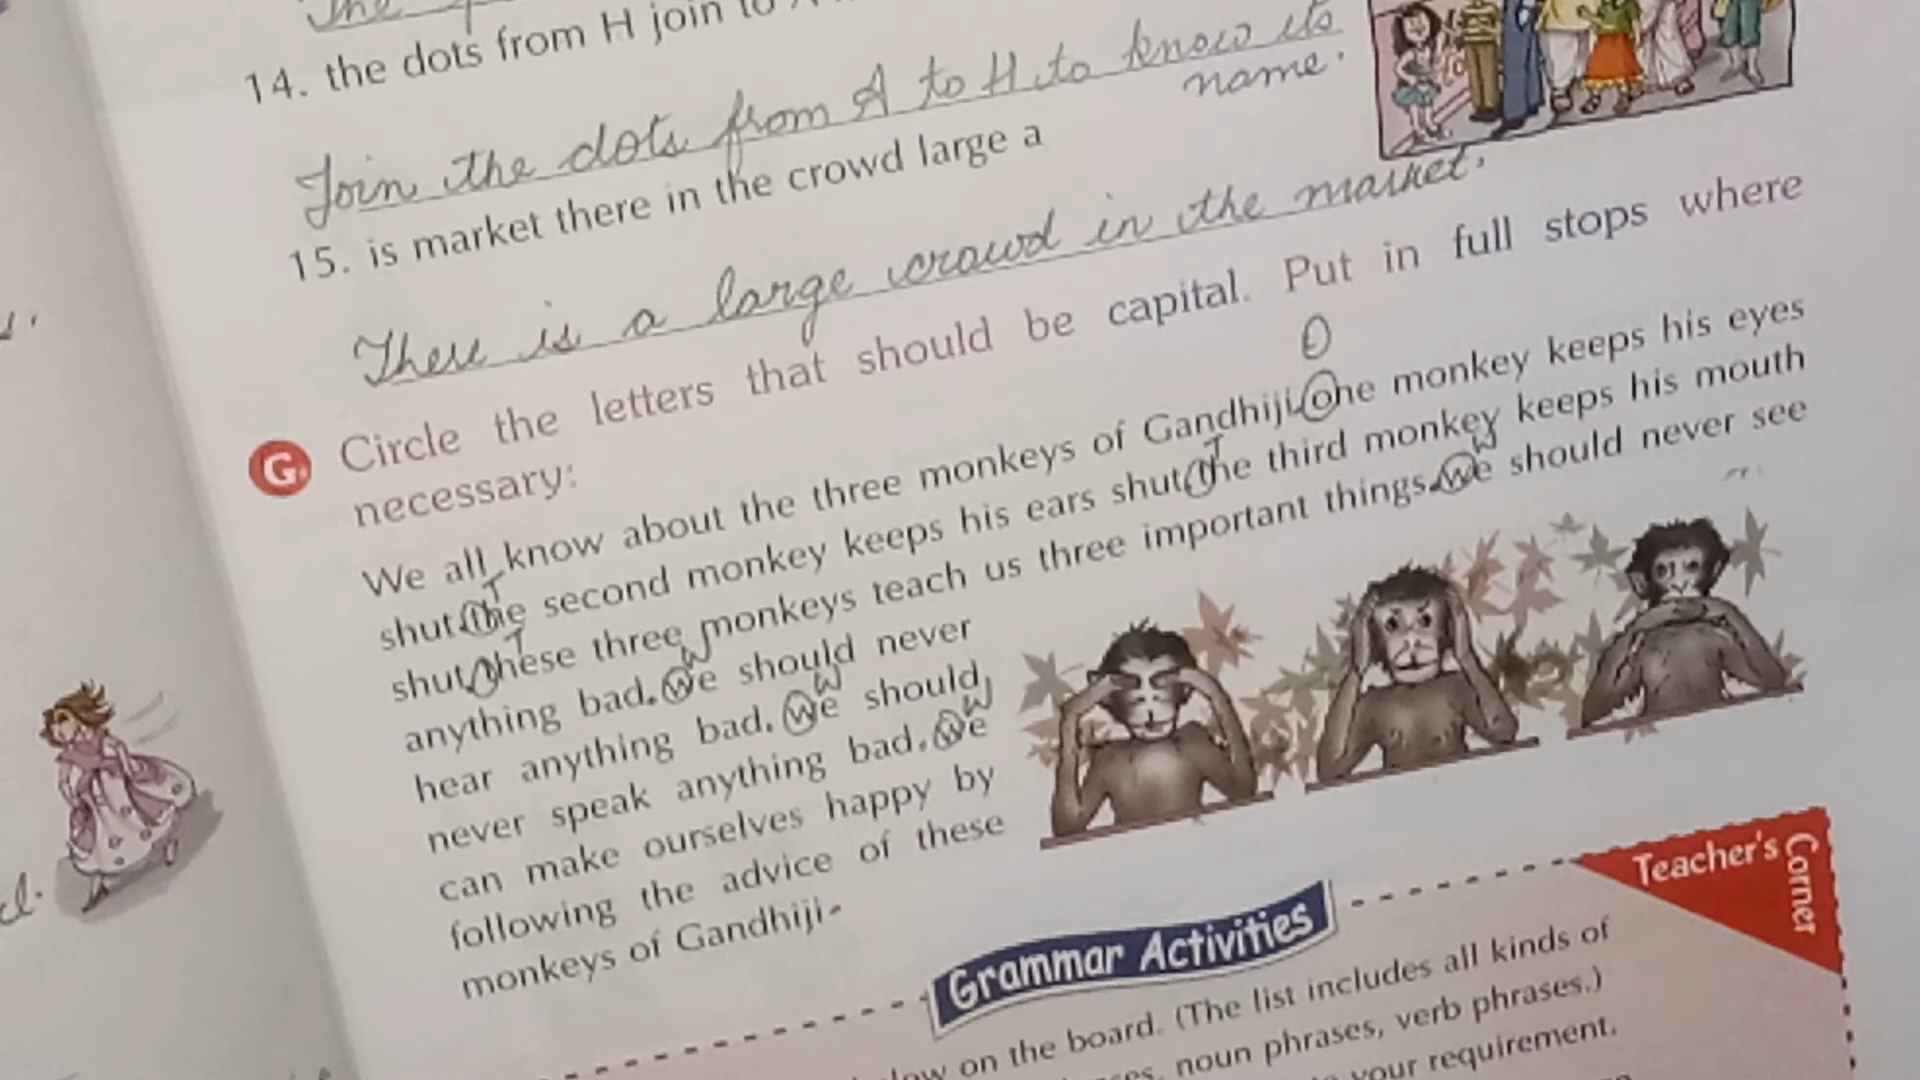 The
14. the dots from H join to
Join the dots from A to H to know its
name.
15. is market there in the crowd large a
There is a large crowd in the market.
G. Circle the letters that should be capital. Put in full stops where
necessary:
O
We all know about the three monkeys of Gandhiji. one monkey keeps his eyes
T
shut. the second monkey keeps his ears shut. the third monkey keeps his mouth
T W
shut. these three monkeys teach us three important things. we should never see
T
anything bad. we should never
W
hear anything bad. we should
W
never speak anything bad. we
W
can make ourselves happy by
following the advice of these
monkeys of Gandhiji.
Teacher's
Corner
Grammar Activities
on the board. (The list includes all kinds of
noun phrases, verb phrases.)
your requirement.